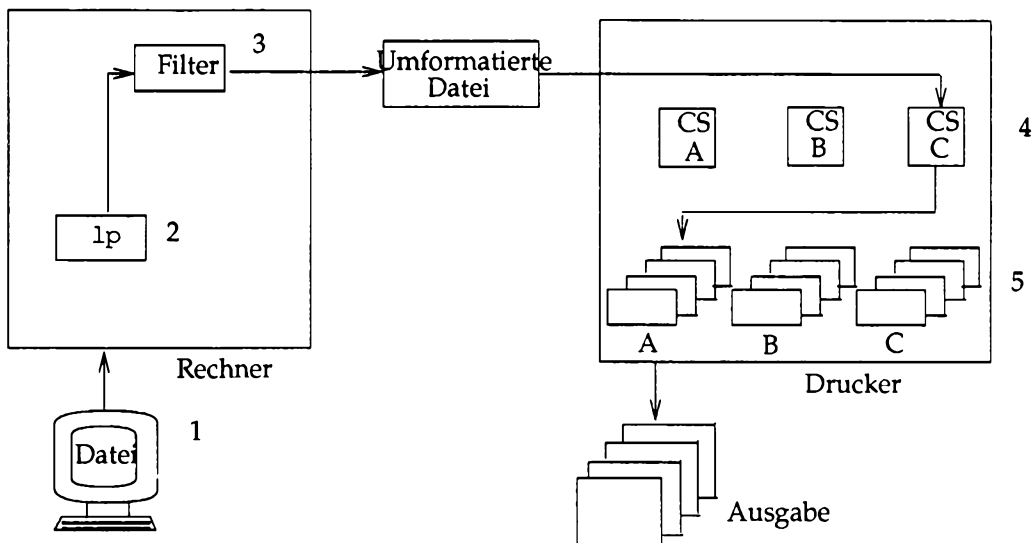 Filter
3
Umformatierte
Datei
CS
A
CS
B
CS
C
4
lp
2
5
A
B
C
Rechner
Drucker
Datei
1
Ausgabe